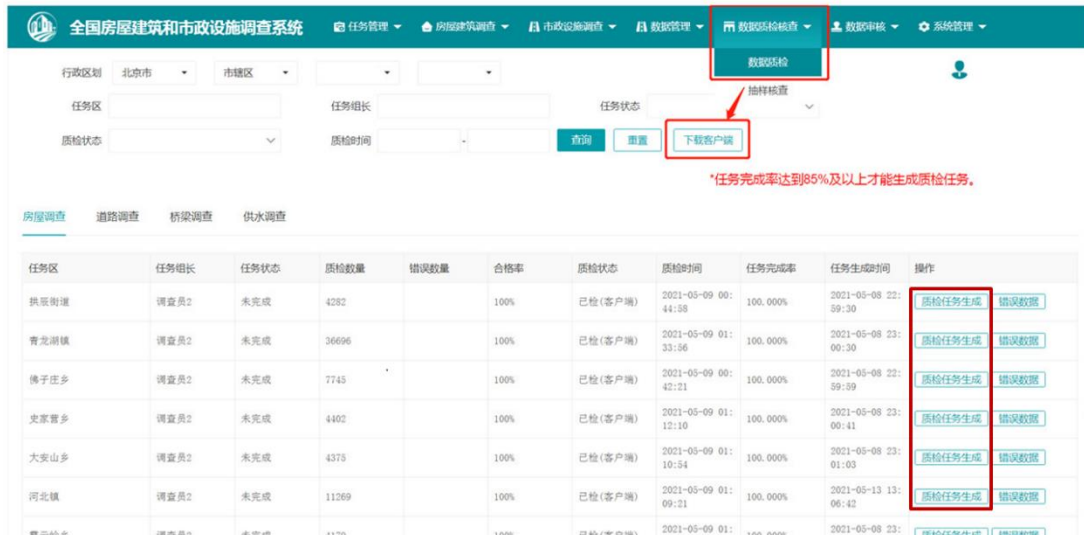 全国房屋建筑和市政设施调查系统 任务管理 房屋建筑调查 市政设施调查 数据管理 数据质检核查 数据审核 系统管理
数据质检
抽样核查
行政区划 北京市 市辖区
任务区 任务组长 任务状态
质检状态 质检时间 - 查询 重置 下载客户端
*任务完成率达到85%及以上才能生成质检任务。
房屋调查 道路调查 桥梁调查 供水调查
任务区 任务组长 任务状态 质检数量 错误数量 合格率 质检状态 质检时间 任务完成率 任务生成时间 操作
拱辰街道 调查员2 未完成 4282 100% 已检(客户端) 2021-05-09 00:44:58 100.000% 2021-05-08 22:59:30 质检任务生成 错误数据
青龙湖镇 调查员2 未完成 36696 100% 已检(客户端) 2021-05-09 01:33:56 100.000% 2021-05-08 23:00:30 质检任务生成 错误数据
佛子庄乡 调查员2 未完成 7745 100% 已检(客户端) 2021-05-09 00:42:21 100.000% 2021-05-08 22:59:59 质检任务生成 错误数据
史家营乡 调查员2 未完成 4402 100% 已检(客户端) 2021-05-09 01:12:10 100.000% 2021-05-08 23:00:41 质检任务生成 错误数据
大安山乡 调查员2 未完成 4375 100% 已检(客户端) 2021-05-09 01:10:54 100.000% 2021-05-08 23:01:03 质检任务生成 错误数据
河北镇 调查员2 未完成 11269 100% 已检(客户端) 2021-05-09 01:09:21 100.000% 2021-05-13 13:06:42 质检任务生成 错误数据
2021-05-09 01: 2021-05-08 23: 质检任务生成 错误数据